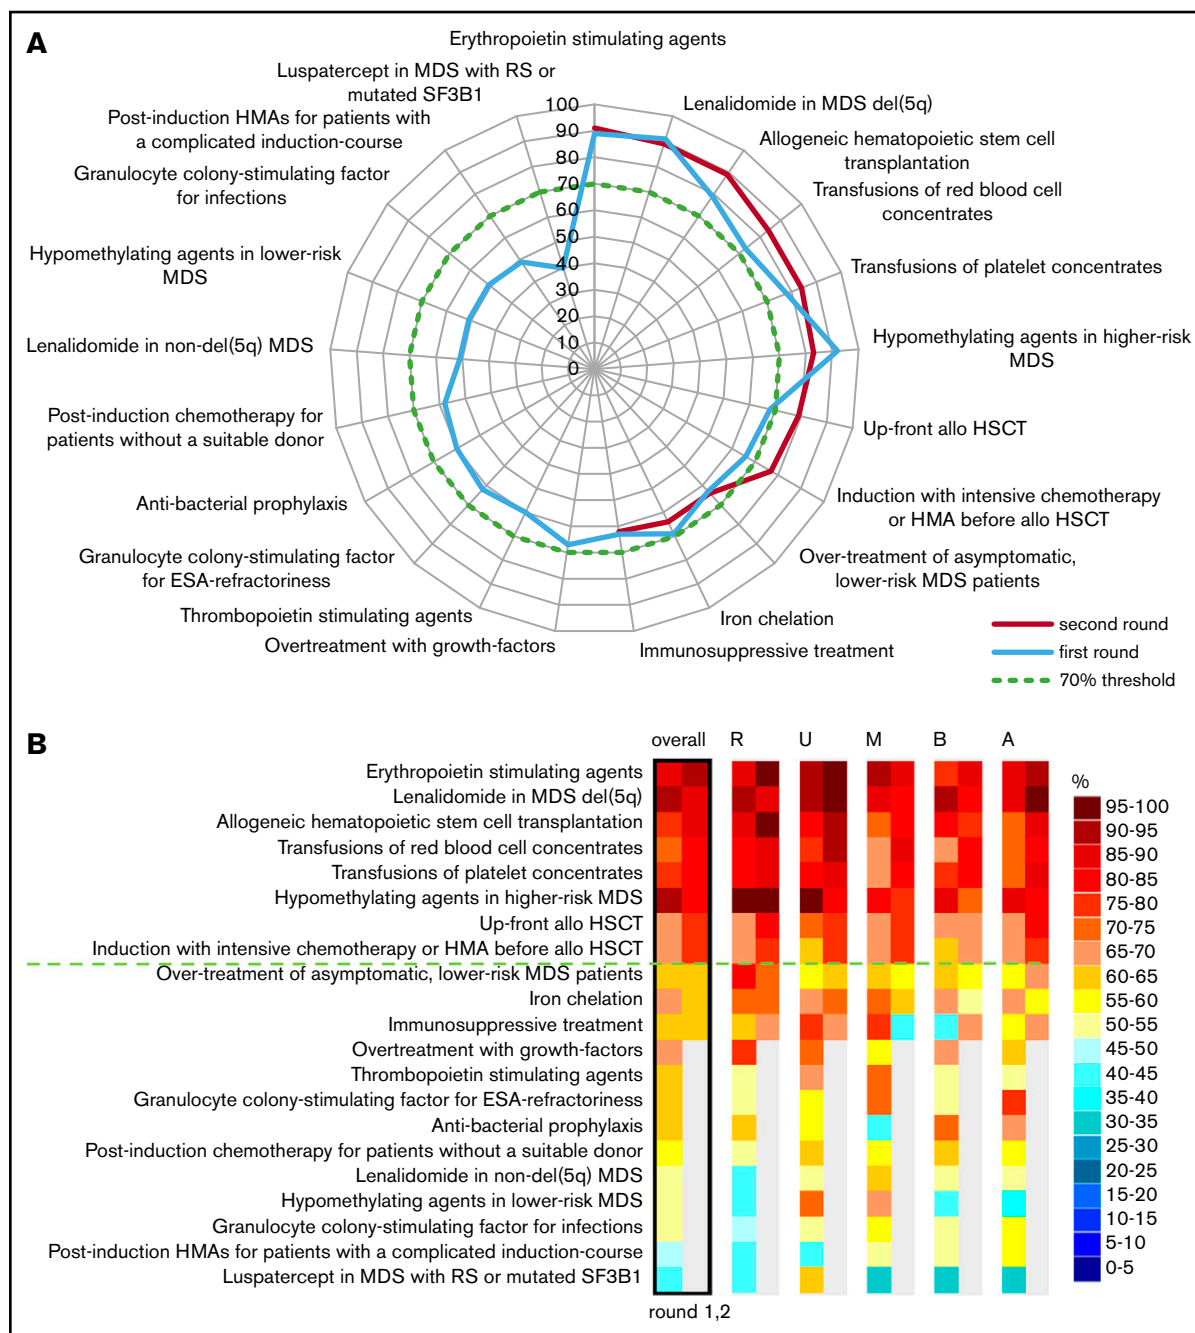 A
Erythropoietin stimulating agents
Luspatercept in MDS with RS or
mutated SF3B1
Lenalidomide in MDS del(5q)
Post-induction HMAs for patients with
a complicated induction-course
Allogeneic hematopoietic stem cell
transplantation
Granulocyte colony-stimulating factor
for infections
Transfusions of red blood cell
concentrates
Hypomethylating agents in lower-risk
MDS
Transfusions of platelet concentrates
Lenalidomide in non-del(5q) MDS
Hypomethylating agents in higher-risk
MDS
Post-induction chemotherapy for
patients without a suitable donor
Up-front allo HSCT
Anti-bacterial prophylaxis
Induction with intensive chemotherapy
or HMA before allo HSCT
Granulocyte colony-stimulating factor
for ESA-refractoriness
Over-treatment of asymptomatic,
lower-risk MDS patients
Thrombopoietin stimulating agents
Iron chelation
Overtreatment with growth-factors
Immunosuppressive treatment
100
90
80
70
60
50
40
30
20
10
0
second round
first round
70% threshold
B
overall R U M B A
Erythropoietin stimulating agents
Lenalidomide in MDS del(5q)
Allogeneic hematopoietic stem cell transplantation
Transfusions of red blood cell concentrates
Transfusions of platelet concentrates
Hypomethylating agents in higher-risk MDS
Up-front allo HSCT
Induction with intensive chemotherapy or HMA before allo HSCT
Over-treatment of asymptomatic, lower-risk MDS patients
Iron chelation
Immunosuppressive treatment
Overtreatment with growth-factors
Thrombopoietin stimulating agents
Granulocyte colony-stimulating factor for ESA-refractoriness
Anti-bacterial prophylaxis
Post-induction chemotherapy for patients without a suitable donor
Lenalidomide in non-del(5q) MDS
Hypomethylating agents in lower-risk MDS
Granulocyte colony-stimulating factor for infections
Post-induction HMAs for patients with a complicated induction-course
Luspatercept in MDS with RS or mutated SF3B1
round 1,2
%
95-100
90-95
85-90
80-85
75-80
70-75
65-70
60-65
55-60
50-55
45-50
40-45
35-40
30-35
25-30
20-25
15-20
10-15
5-10
0-5